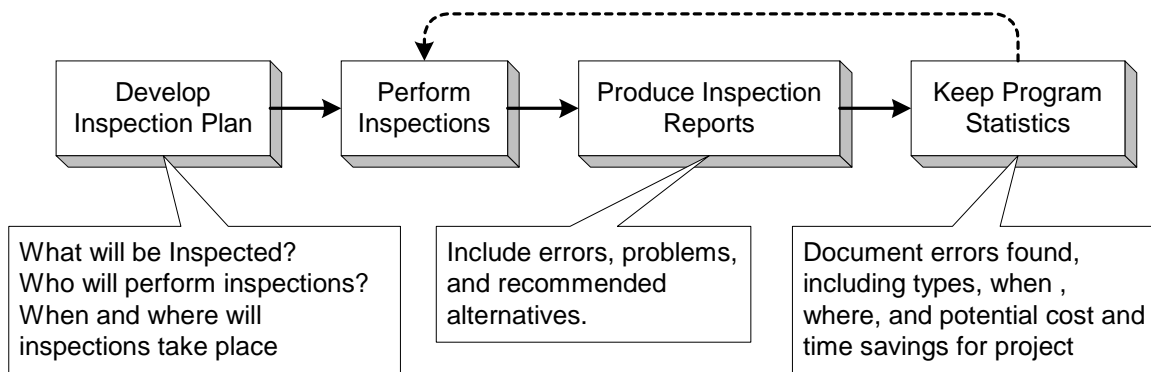 Develop
Inspection Plan
Perform
Inspections
Produce Inspection
Reports
Keep Program
Statistics
What will be Inspected?
Who will perform inspections?
When and where will
inspections take place
Include errors, problems,
and recommended
alternatives.
Document errors found,
including types, when ,
where, and potential cost and
time savings for project